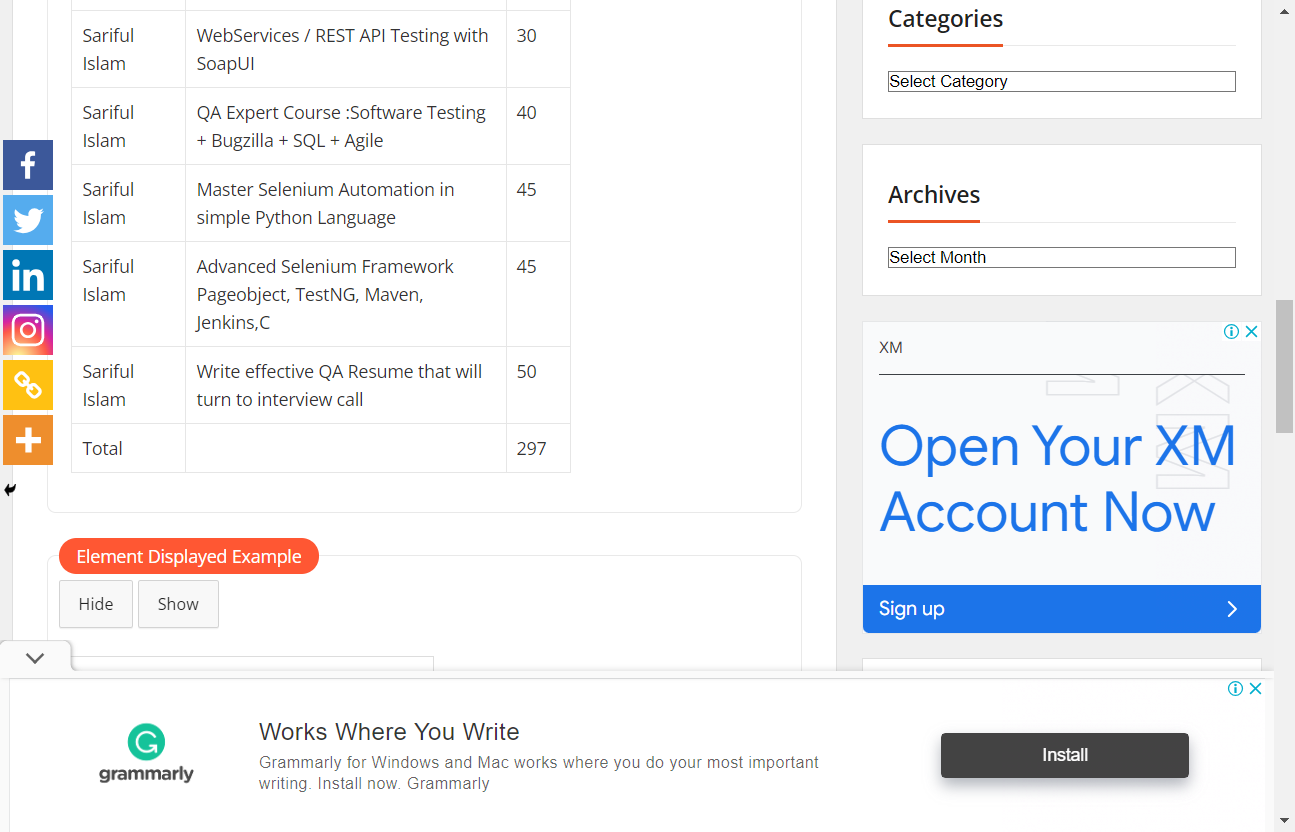 Sariful
Islam
WebServices / REST API Testing with
SoapUI
30
Sariful
Islam
QA Expert Course :Software Testing
+ Bugzilla + SQL + Agile
40
Sariful
Islam
Master Selenium Automation in
simple Python Language
45
Sariful
Islam
Advanced Selenium Framework
Pageobject, TestNG, Maven,
Jenkins,C
45
Sariful
Islam
Write effective QA Resume that will
turn to interview call
50
Total
297
Element Displayed Example
Hide
Show
Categories
Select Category
Archives
Select Month
XM
Open Your XM
Account Now
Sign up
grammarly
Works Where You Write
Grammarly for Windows and Mac works where you do your most important
writing. Install now. Grammarly
Install